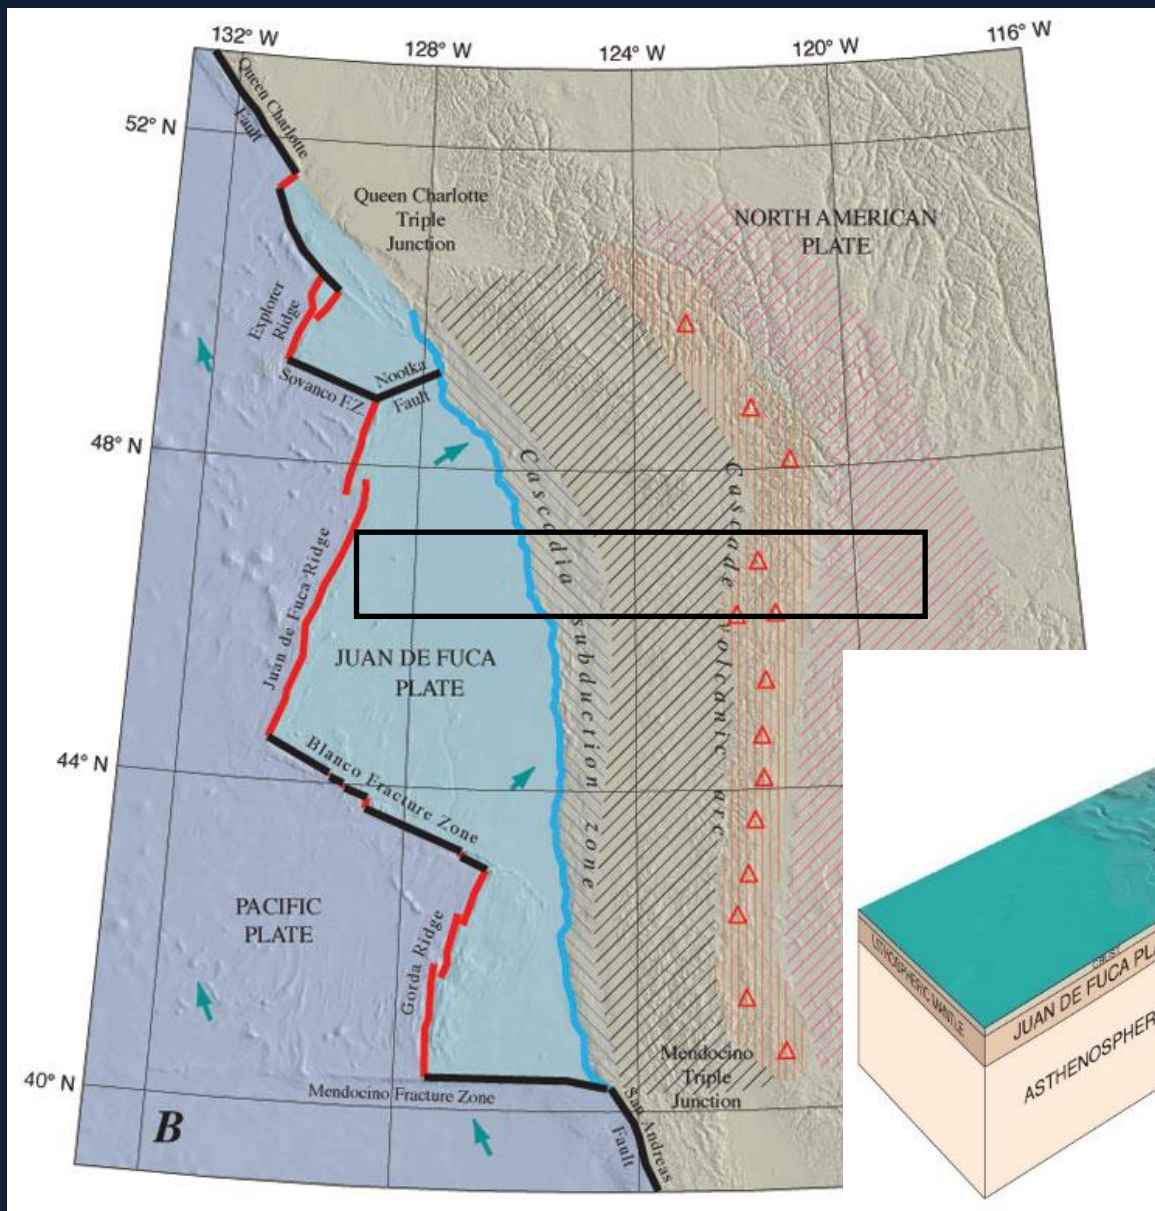 132° W
128° W
124° W
120° W
116° W
52° N
48° N
44° N
40° N
Queen Charlotte
Fault
Queen Charlotte
Triple
Junction
NORTH AMERICAN
PLATE
Explorer
Ridge
Sovanco F.Z.
Nootka
Fault
Cascadia subduction zone
Cascade volcanic arc
Juan de Fuca Ridge
JUAN DE FUCA
PLATE
Blanco Fracture Zone
PACIFIC
PLATE
Gorda Ridge
Mendocino
Triple
Junction
Mendocino Fracture Zone
San Andreas
Fault
B
LITHOSPHERIC MANTLE
CRUST
JUAN DE FUCA PLA
ASTHENOSPHER